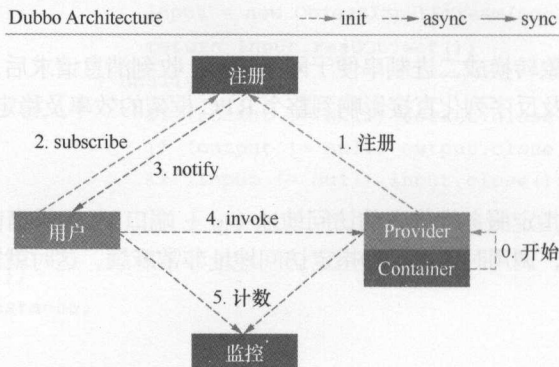 Dubbo Architecture
init
async
sync
注册
2. subscribe
1. 注册
3. notify
4. invoke
用户
Provider
Container
0. 开始
5. 计数
监控